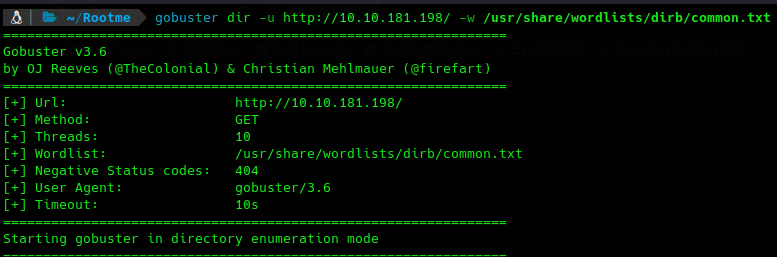 ~/Rootme gobuster dir -u http://10.10.181.198/ -w /usr/share/wordlists/dirb/common.txt
===============================================================
Gobuster v3.6
by OJ Reeves (@TheColonial) & Christian Mehlmauer (@firefart)
===============================================================
[+] Url: http://10.10.181.198/
[+] Method: GET
[+] Threads: 10
[+] Wordlist: /usr/share/wordlists/dirb/common.txt
[+] Negative Status codes: 404
[+] User Agent: gobuster/3.6
[+] Timeout: 10s
===============================================================
Starting gobuster in directory enumeration mode
===============================================================